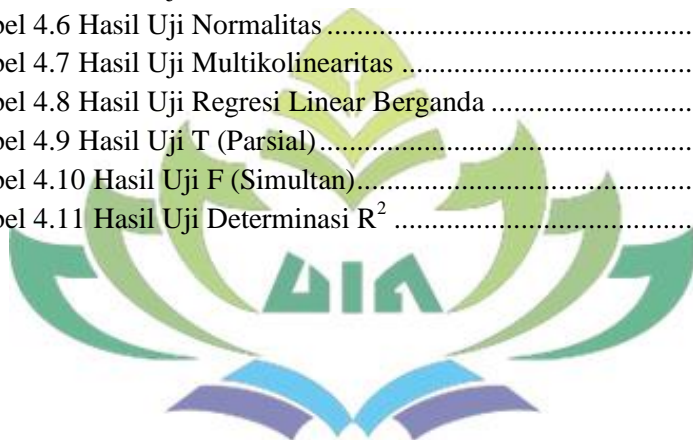 bel 4.6 Hasil Uji Normalitas ..........................................................
bel 4.7 Hasil Uji Multikolinearitas ...............................................
bel 4.8 Hasil Uji Regresi Linear Berganda ..................................
bel 4.9 Hasil Uji T (Parsial)...........................................................
bel 4.10 Hasil Uji F (Simultan)......................................................
bel 4.11 Hasil Uji Determinasi R² ................................................
UIN